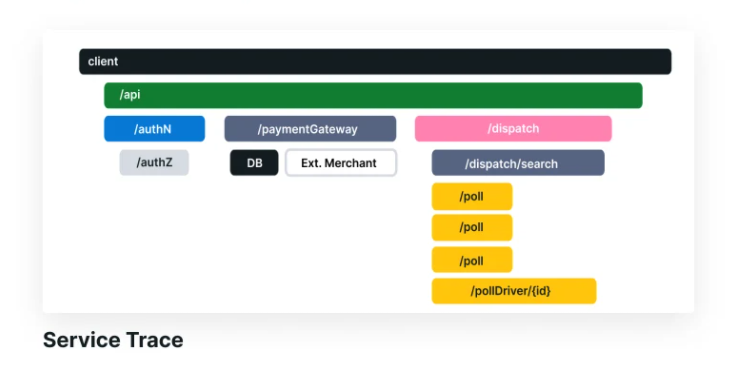 client
/api
/authN /paymentGateway /dispatch
/authZ DB Ext. Merchant /dispatch/search
/poll
/poll
/poll
/pollDriver/{id}
Service Trace